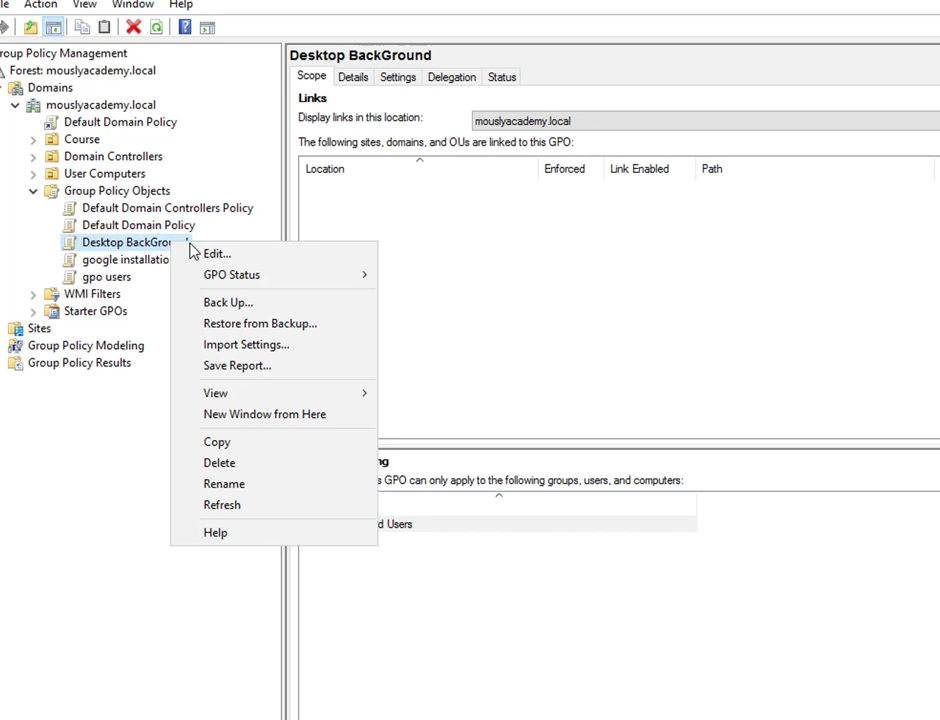 Action View Window Help
roup Policy Management
Forest: mouslyacademy.local
Domains
mouslyacademy.local
Default Domain Policy
Course
Domain Controllers
User Computers
Group Policy Objects
Default Domain Controllers Policy
Default Domain Policy
Desktop BackGrou
google installatio
gpo users
WMI Filters
Starter GPOs
Sites
Group Policy Modeling
Group Policy Results
Edit...
GPO Status
Back Up...
Restore from Backup...
Import Settings...
Save Report...
View
New Window from Here
Copy
Delete
Rename
Refresh
Help
Desktop BackGround
Scope Details Settings Delegation Status
Links
Display links in this location: mouslyacademy.local
The following sites, domains, and OUs are linked to this GPO:
Location Enforced Link Enabled Path
ng
s GPO can only apply to the following groups, users, and computers:
d Users